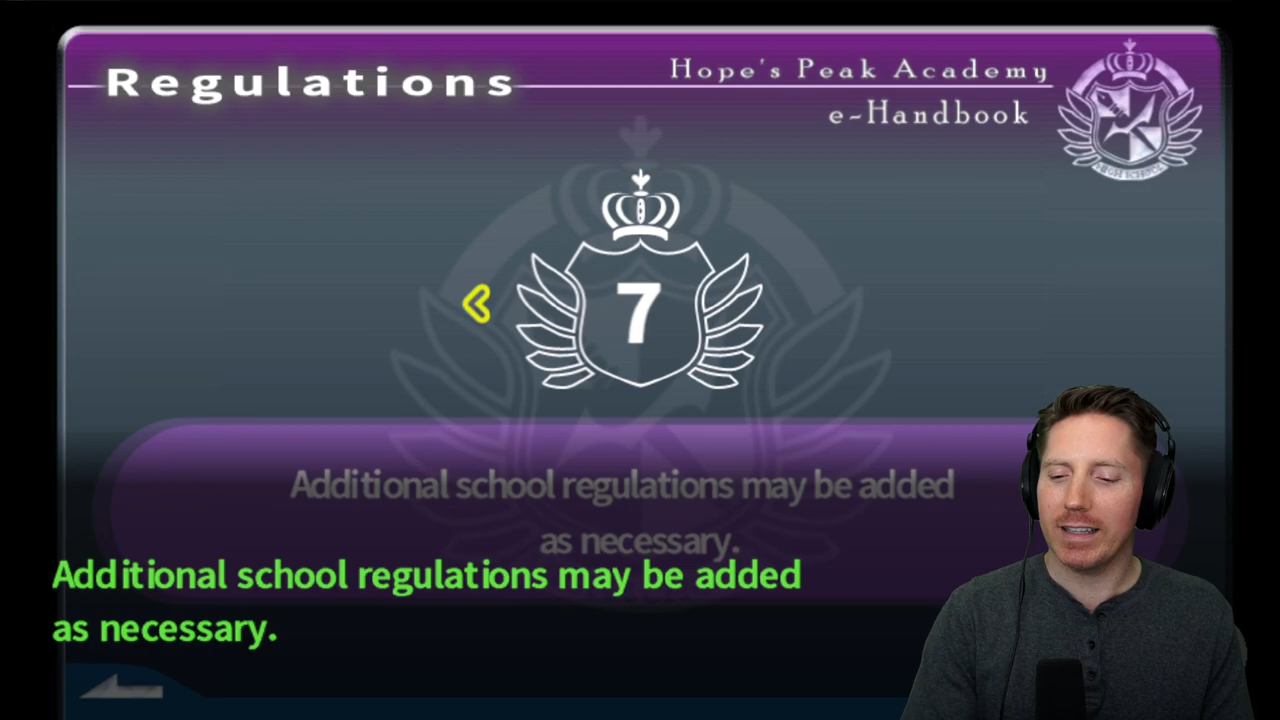 Regulations
Hope's Peak Academy
e-Handbook
7
Additional school regulations may be added
as necessary.
Additional school regulations may be added
as necessary.